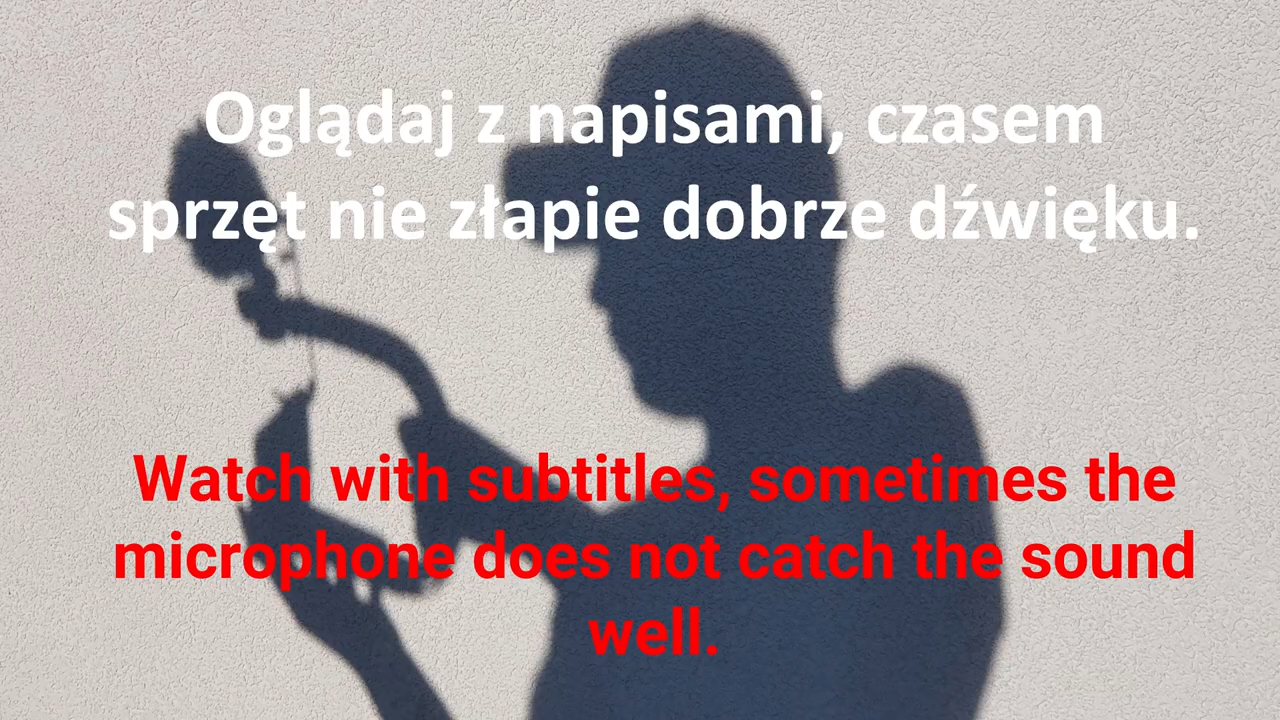 Oglądaj z napisami, czasem
sprzęt nie złapie dobrze dźwięku.
Watch with subtitles, sometimes the
microphone does not catch the sound
well.